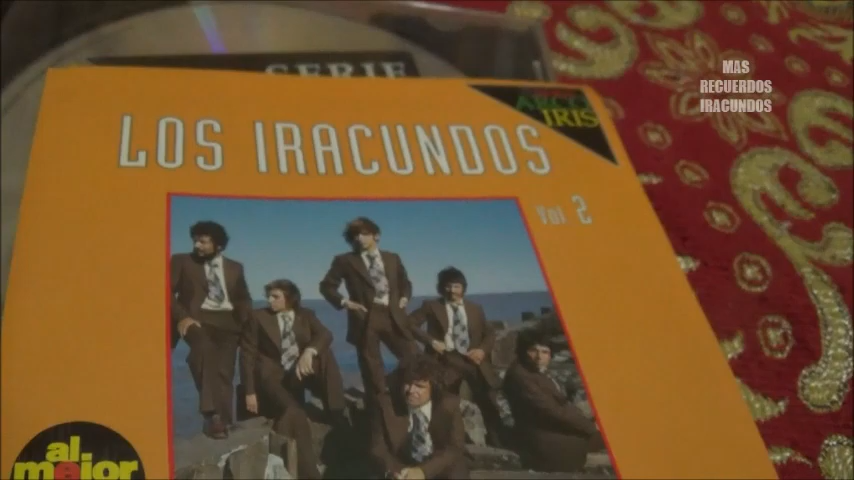 SERIE
MAS
RECUERDOS
IRACUNDOS
ARCO
IRIS
LOS IRACUNDOS
Vol 2
al
mejor